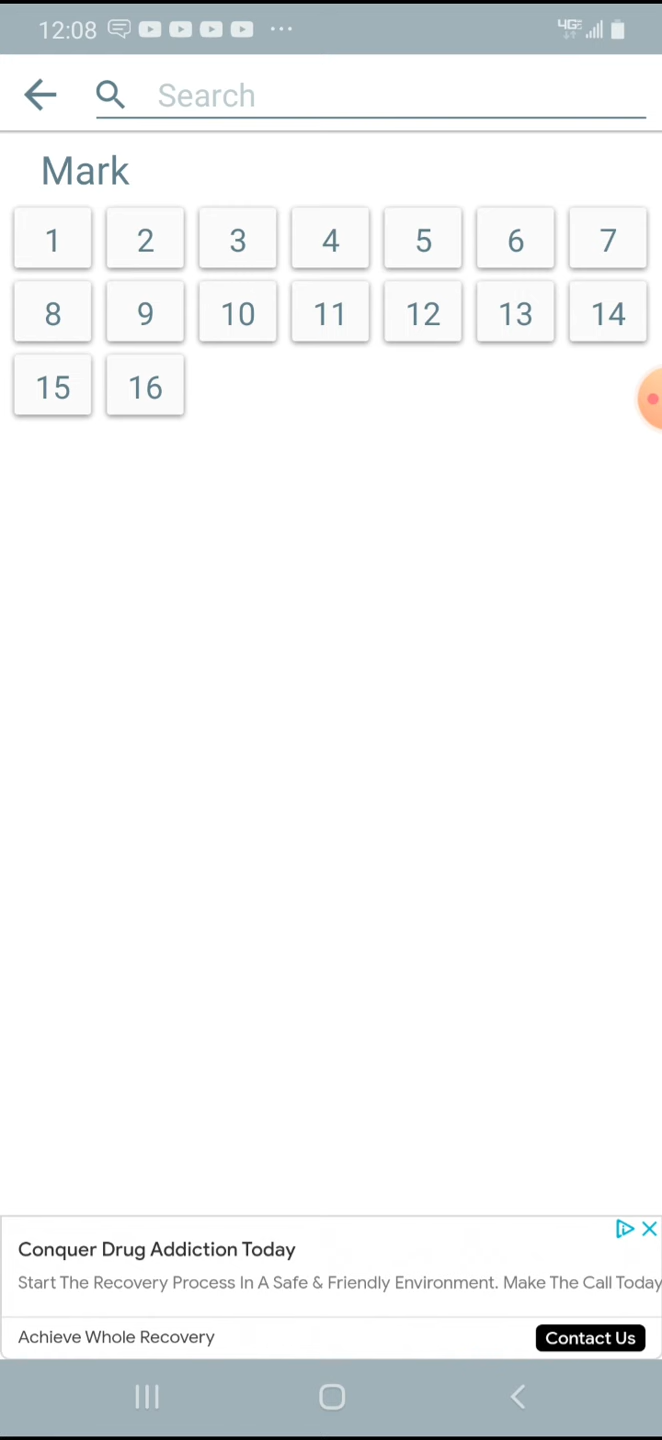 12:08 4G
Search
Mark
1 2 3 4 5 6 7
8 9 10 11 12 13 14
15 16
Conquer Drug Addiction Today
Start The Recovery Process In A Safe & Friendly Environment. Make The Call Today
Achieve Whole Recovery
Contact Us